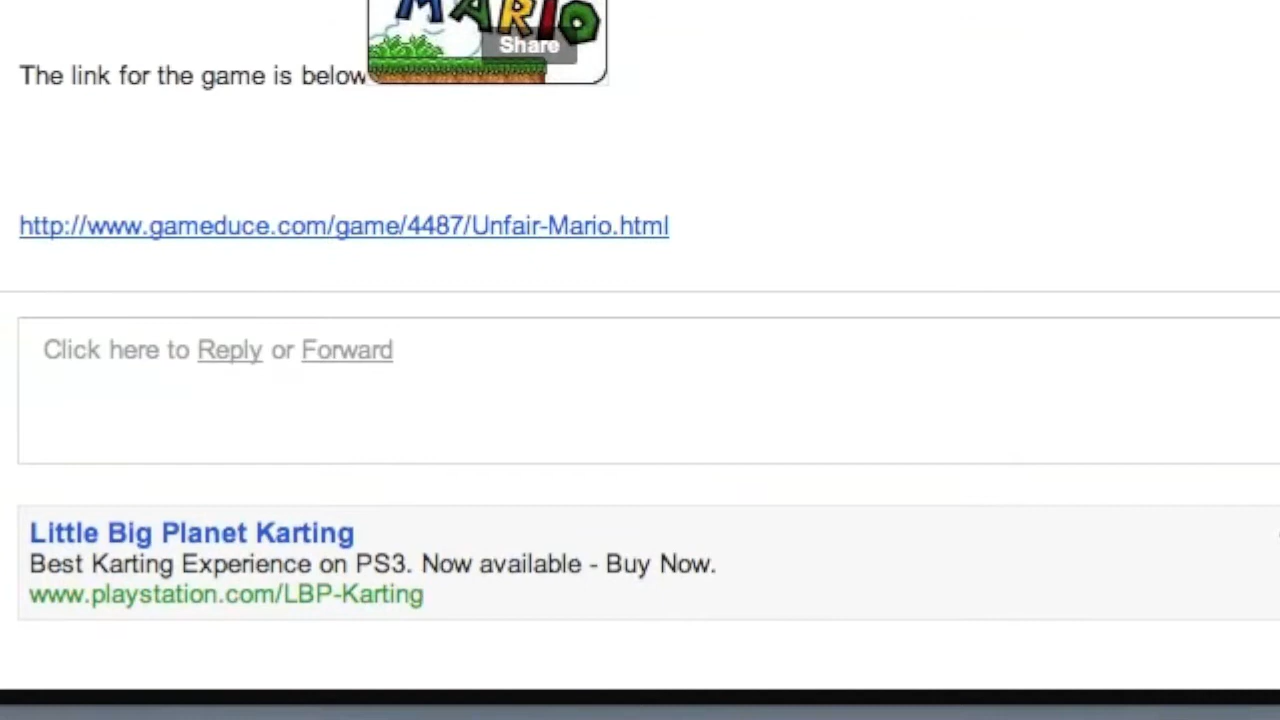 MARIO
Share
The link for the game is below
http://www.gameduce.com/game/4487/Unfair-Mario.html
Click here to Reply or Forward
Little Big Planet Karting
Best Karting Experience on PS3. Now available - Buy Now.
www.playstation.com/LBP-Karting